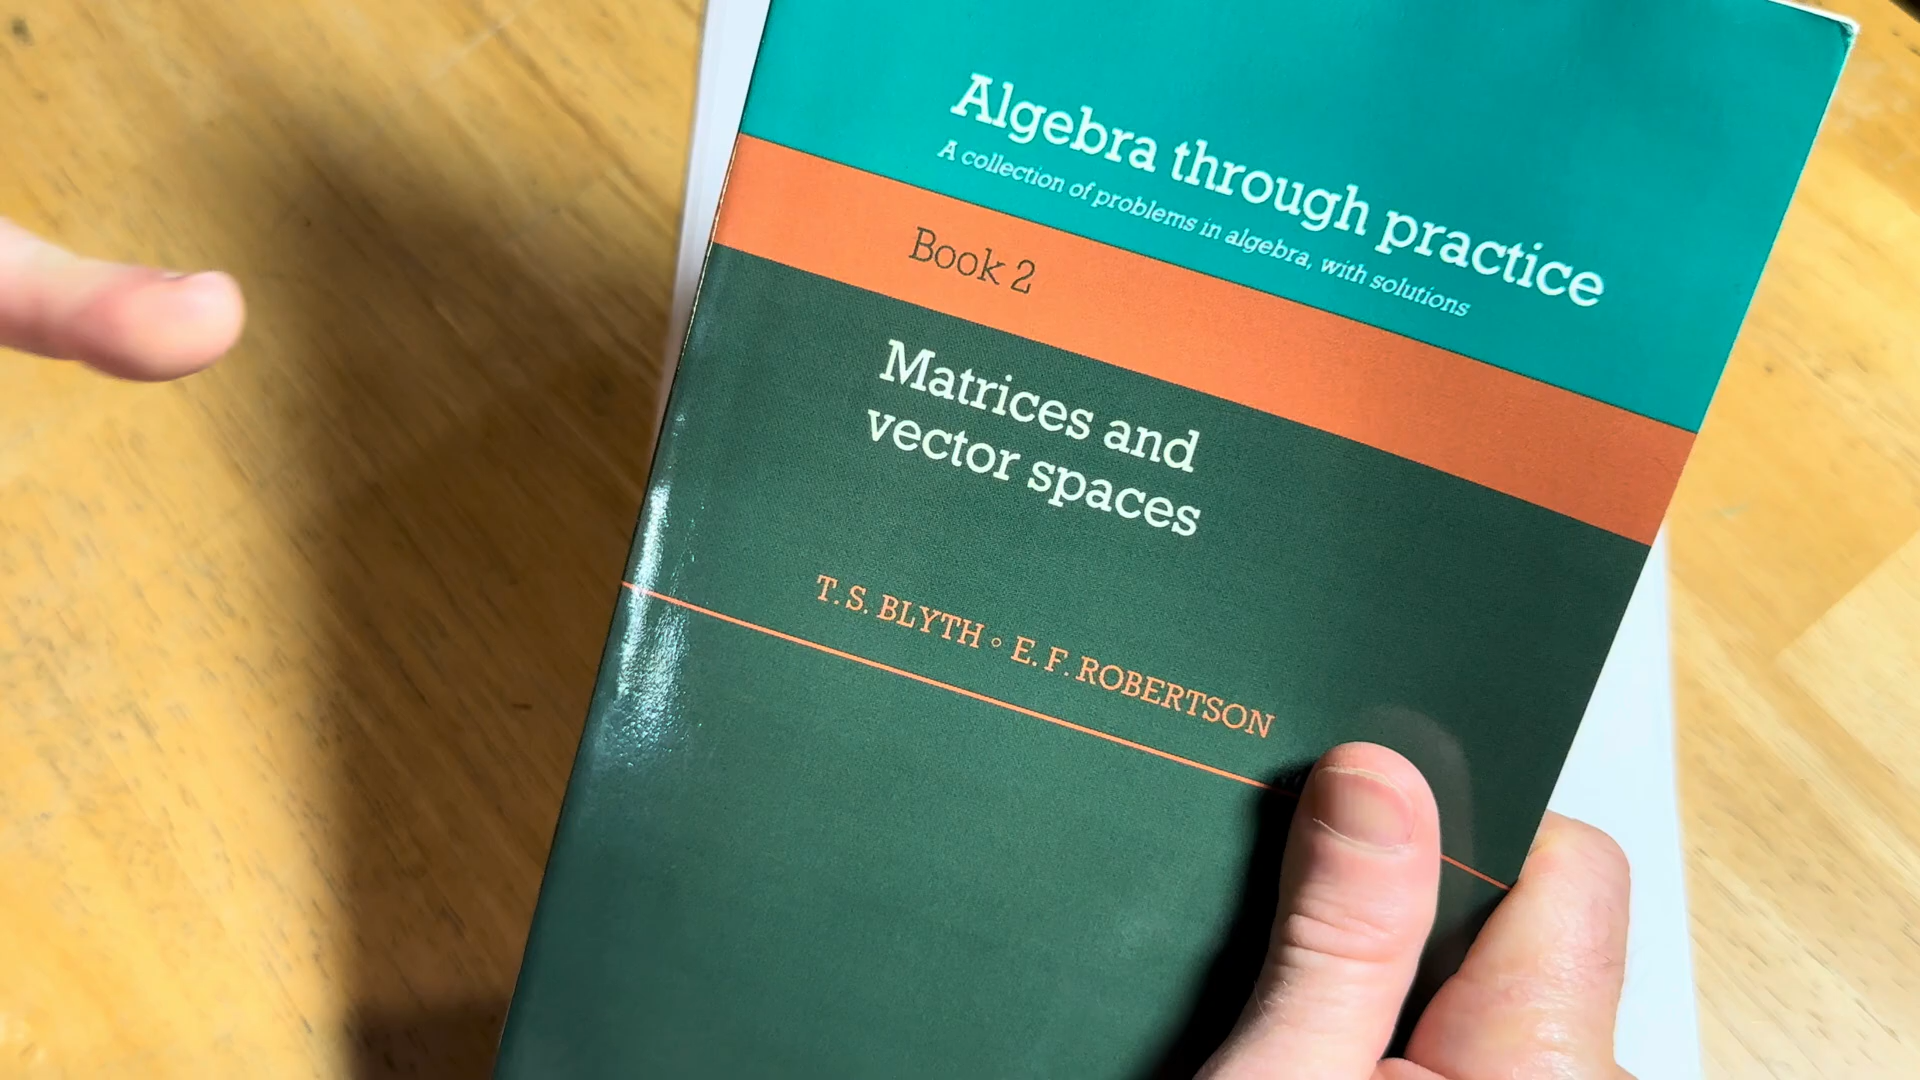 Algebra through practice
A collection of problems in algebra, with solutions
Book 2
Matrices and
vector spaces
T. S. BLYTH ◦ E. F. ROBERTSON